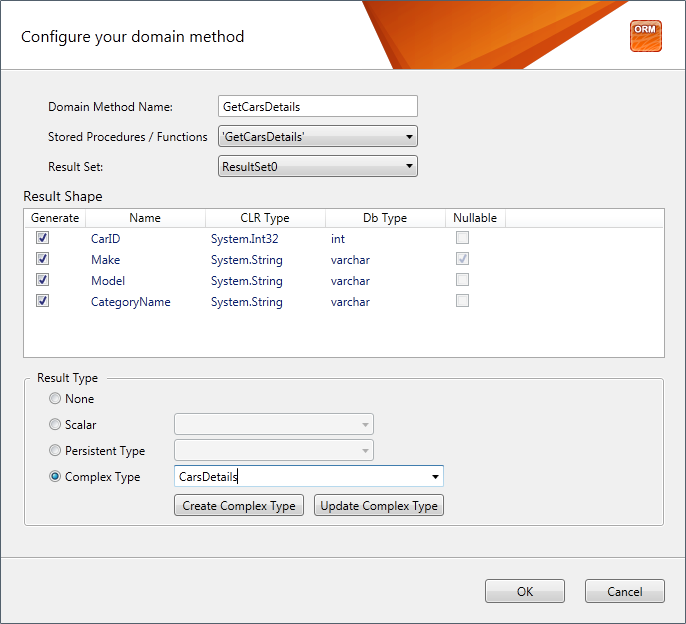 Configure your domain method
ORM
Domain Method Name: GetCarsDetails
Stored Procedures / Functions 'GetCarsDetails'
Result Set: ResultSet0
Result Shape
Generate Name CLR Type Db Type Nullable
CarID System.Int32 int
Make System.String varchar
Model System.String varchar
CategoryName System.String varchar
Result Type
None
Scalar
Persistent Type
Complex Type CarsDetails
Create Complex Type Update Complex Type
OK Cancel